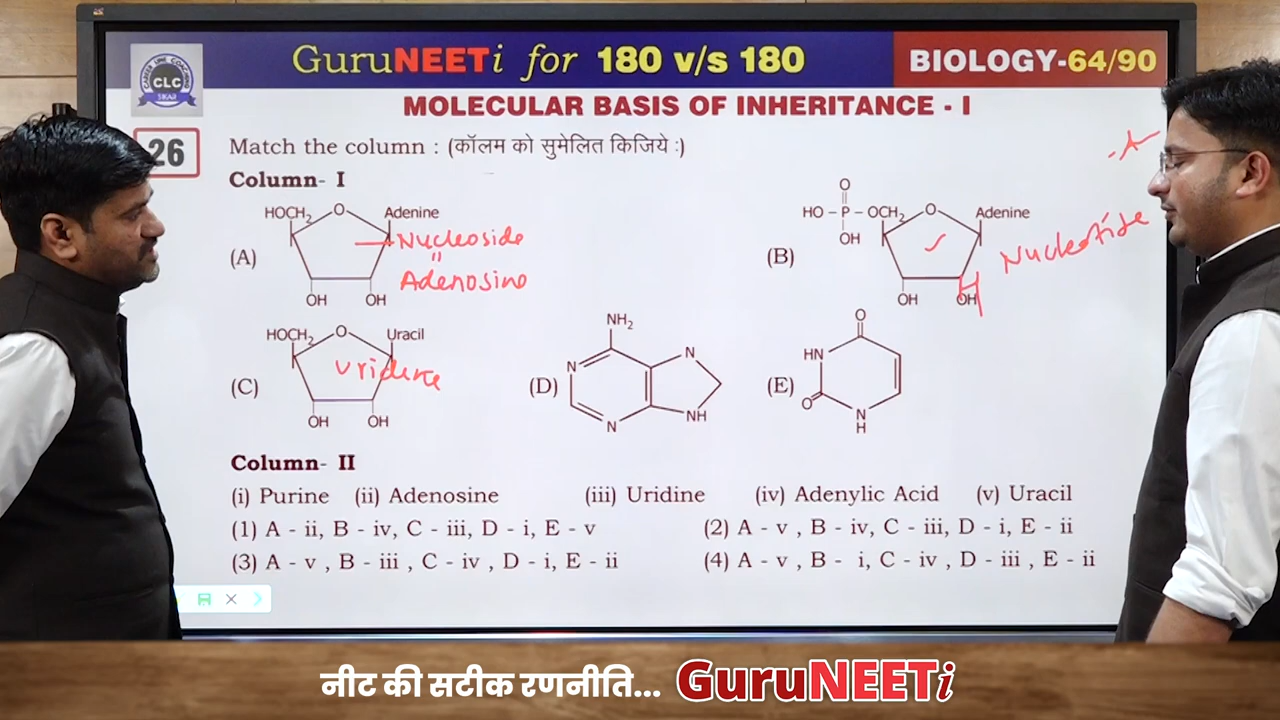 GuruNEETi for 180 v/s 180
BIOLOGY-64/90
CLC
SIKAR
MOLECULAR BASIS OF INHERITANCE - I
26
Match the column : (कॉलम को सुमेलित किजिये :)
Column- I
(A)
HOCH2
O
Adenine
OH
OH
Nucleoside
"
Adenosine
(B)
O
HO – P – OCH2
OH
O
Adenine
OH
OH
H
Nucleotide
(C)
HOCH2
O
Uracil
OH
OH
(D)
NH2
N
N
N
NH
(E)
O
HN
O
N
H
Column- II
(i) Purine (ii) Adenosine (iii) Uridine (iv) Adenylic Acid (v) Uracil
(1) A - ii, B - iv, C - iii, D - i, E - v
(2) A - v , B - iv, C - iii, D - i, E - ii
(3) A - v , B - iii , C - iv , D - i, E - ii
(4) A - v , B - i, C - iv , D - iii , E - ii
नीट की सटीक रणनीति... GuruNEETi